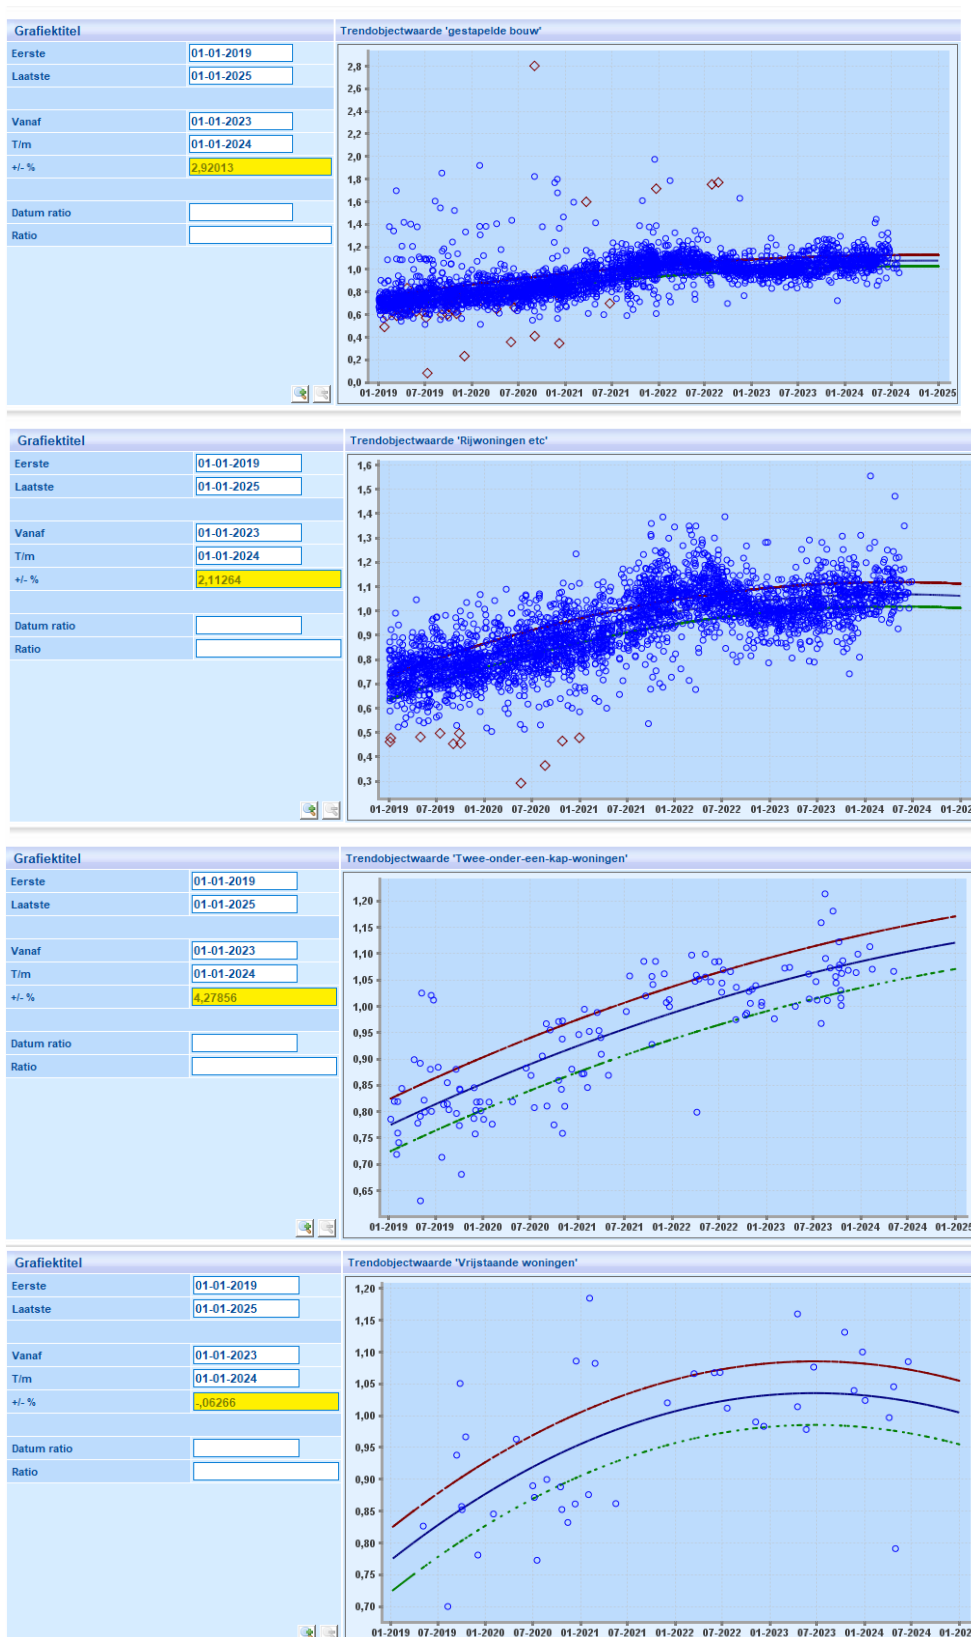 Grafiektitel
Trendobjectwaarde 'gestapelde bouw'
Eerste 01-01-2019
Laatste 01-01-2025
Vanaf 01-01-2023
T/m 01-01-2024
+/- % 2,92013
Datum ratio
Ratio
2,8
2,6
2,4
2,2
2,0
1,8
1,6
1,4
1,2
1,0
0,8
0,6
0,4
0,2
0,0
01-2019 07-2019 01-2020 07-2020 01-2021 07-2021 01-2022 07-2022 01-2023 07-2023 01-2024 07-2024 01-2025
Grafiektitel
Trendobjectwaarde 'Rijwoningen etc'
Eerste 01-01-2019
Laatste 01-01-2025
Vanaf 01-01-2023
T/m 01-01-2024
+/- % 2,11264
Datum ratio
Ratio
1,6
1,5
1,4
1,3
1,2
1,1
1,0
0,9
0,8
0,7
0,6
0,5
0,4
0,3
01-2019 07-2019 01-2020 07-2020 01-2021 07-2021 01-2022 07-2022 01-2023 07-2023 01-2024 07-2024 01-202
Grafiektitel
Trendobjectwaarde 'Twee-onder-een-kap-woningen'
Eerste 01-01-2019
Laatste 01-01-2025
Vanaf 01-01-2023
T/m 01-01-2024
+/- % 4,27856
Datum ratio
Ratio
1,20
1,15
1,10
1,05
1,00
0,95
0,90
0,85
0,80
0,75
0,70
0,65
01-2019 07-2019 01-2020 07-2020 01-2021 07-2021 01-2022 07-2022 01-2023 07-2023 01-2024 07-2024 01-2025
Grafiektitel
Trendobjectwaarde 'Vrijstaande woningen'
Eerste 01-01-2019
Laatste 01-01-2025
Vanaf 01-01-2023
T/m 01-01-2024
+/- % -,06266
Datum ratio
Ratio
1,20
1,15
1,10
1,05
1,00
0,95
0,90
0,85
0,80
0,75
0,70
01-2019 07-2019 01-2020 07-2020 01-2021 07-2021 01-2022 07-2022 01-2023 07-2023 01-2024 07-2024 01-202